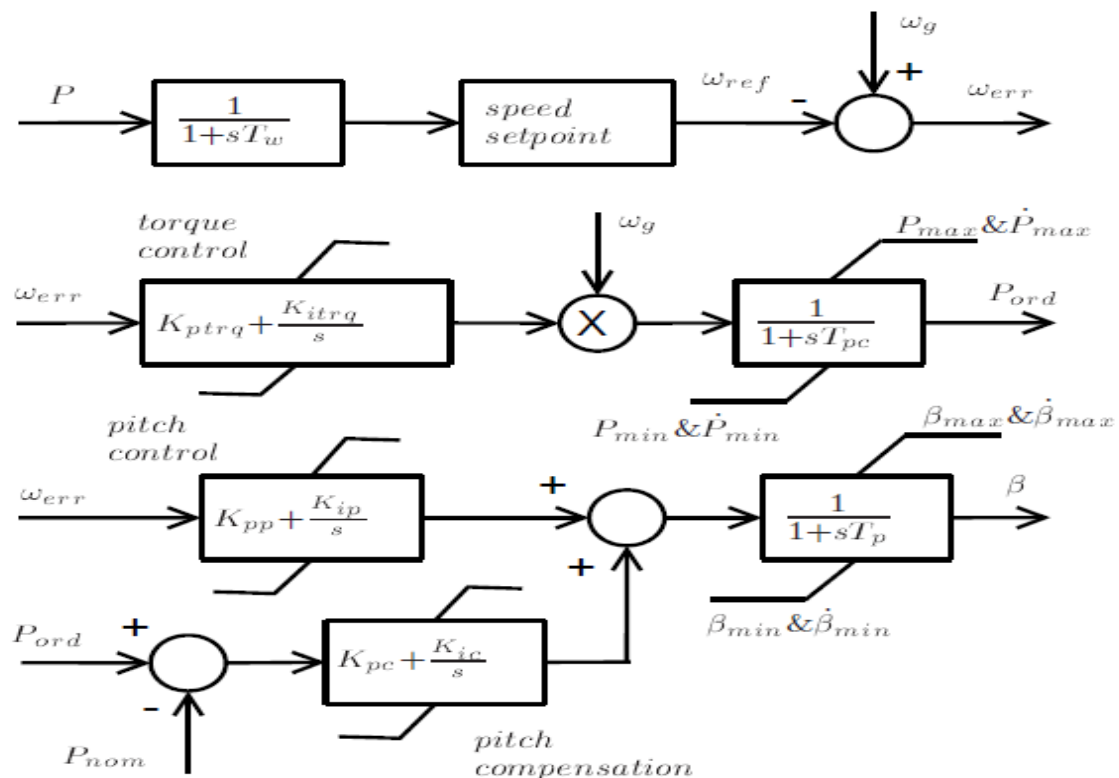 ω_g
P
1/(1+sT_w)
speed
setpoint
ω_ref
-
+
ω_err
torque
control
ω_g
P_max&Ṗ_max
ω_err
K_ptrq+K_itrq/s
X
1/(1+sT_pc)
P_ord
P_min&Ṗ_min
pitch
control
β_max&β̇_max
ω_err
K_pp+K_ip/s
+
+
1/(1+sT_p)
β
β_min&β̇_min
P_ord
+
-
K_pc+K_ic/s
P_nom
pitch
compensation